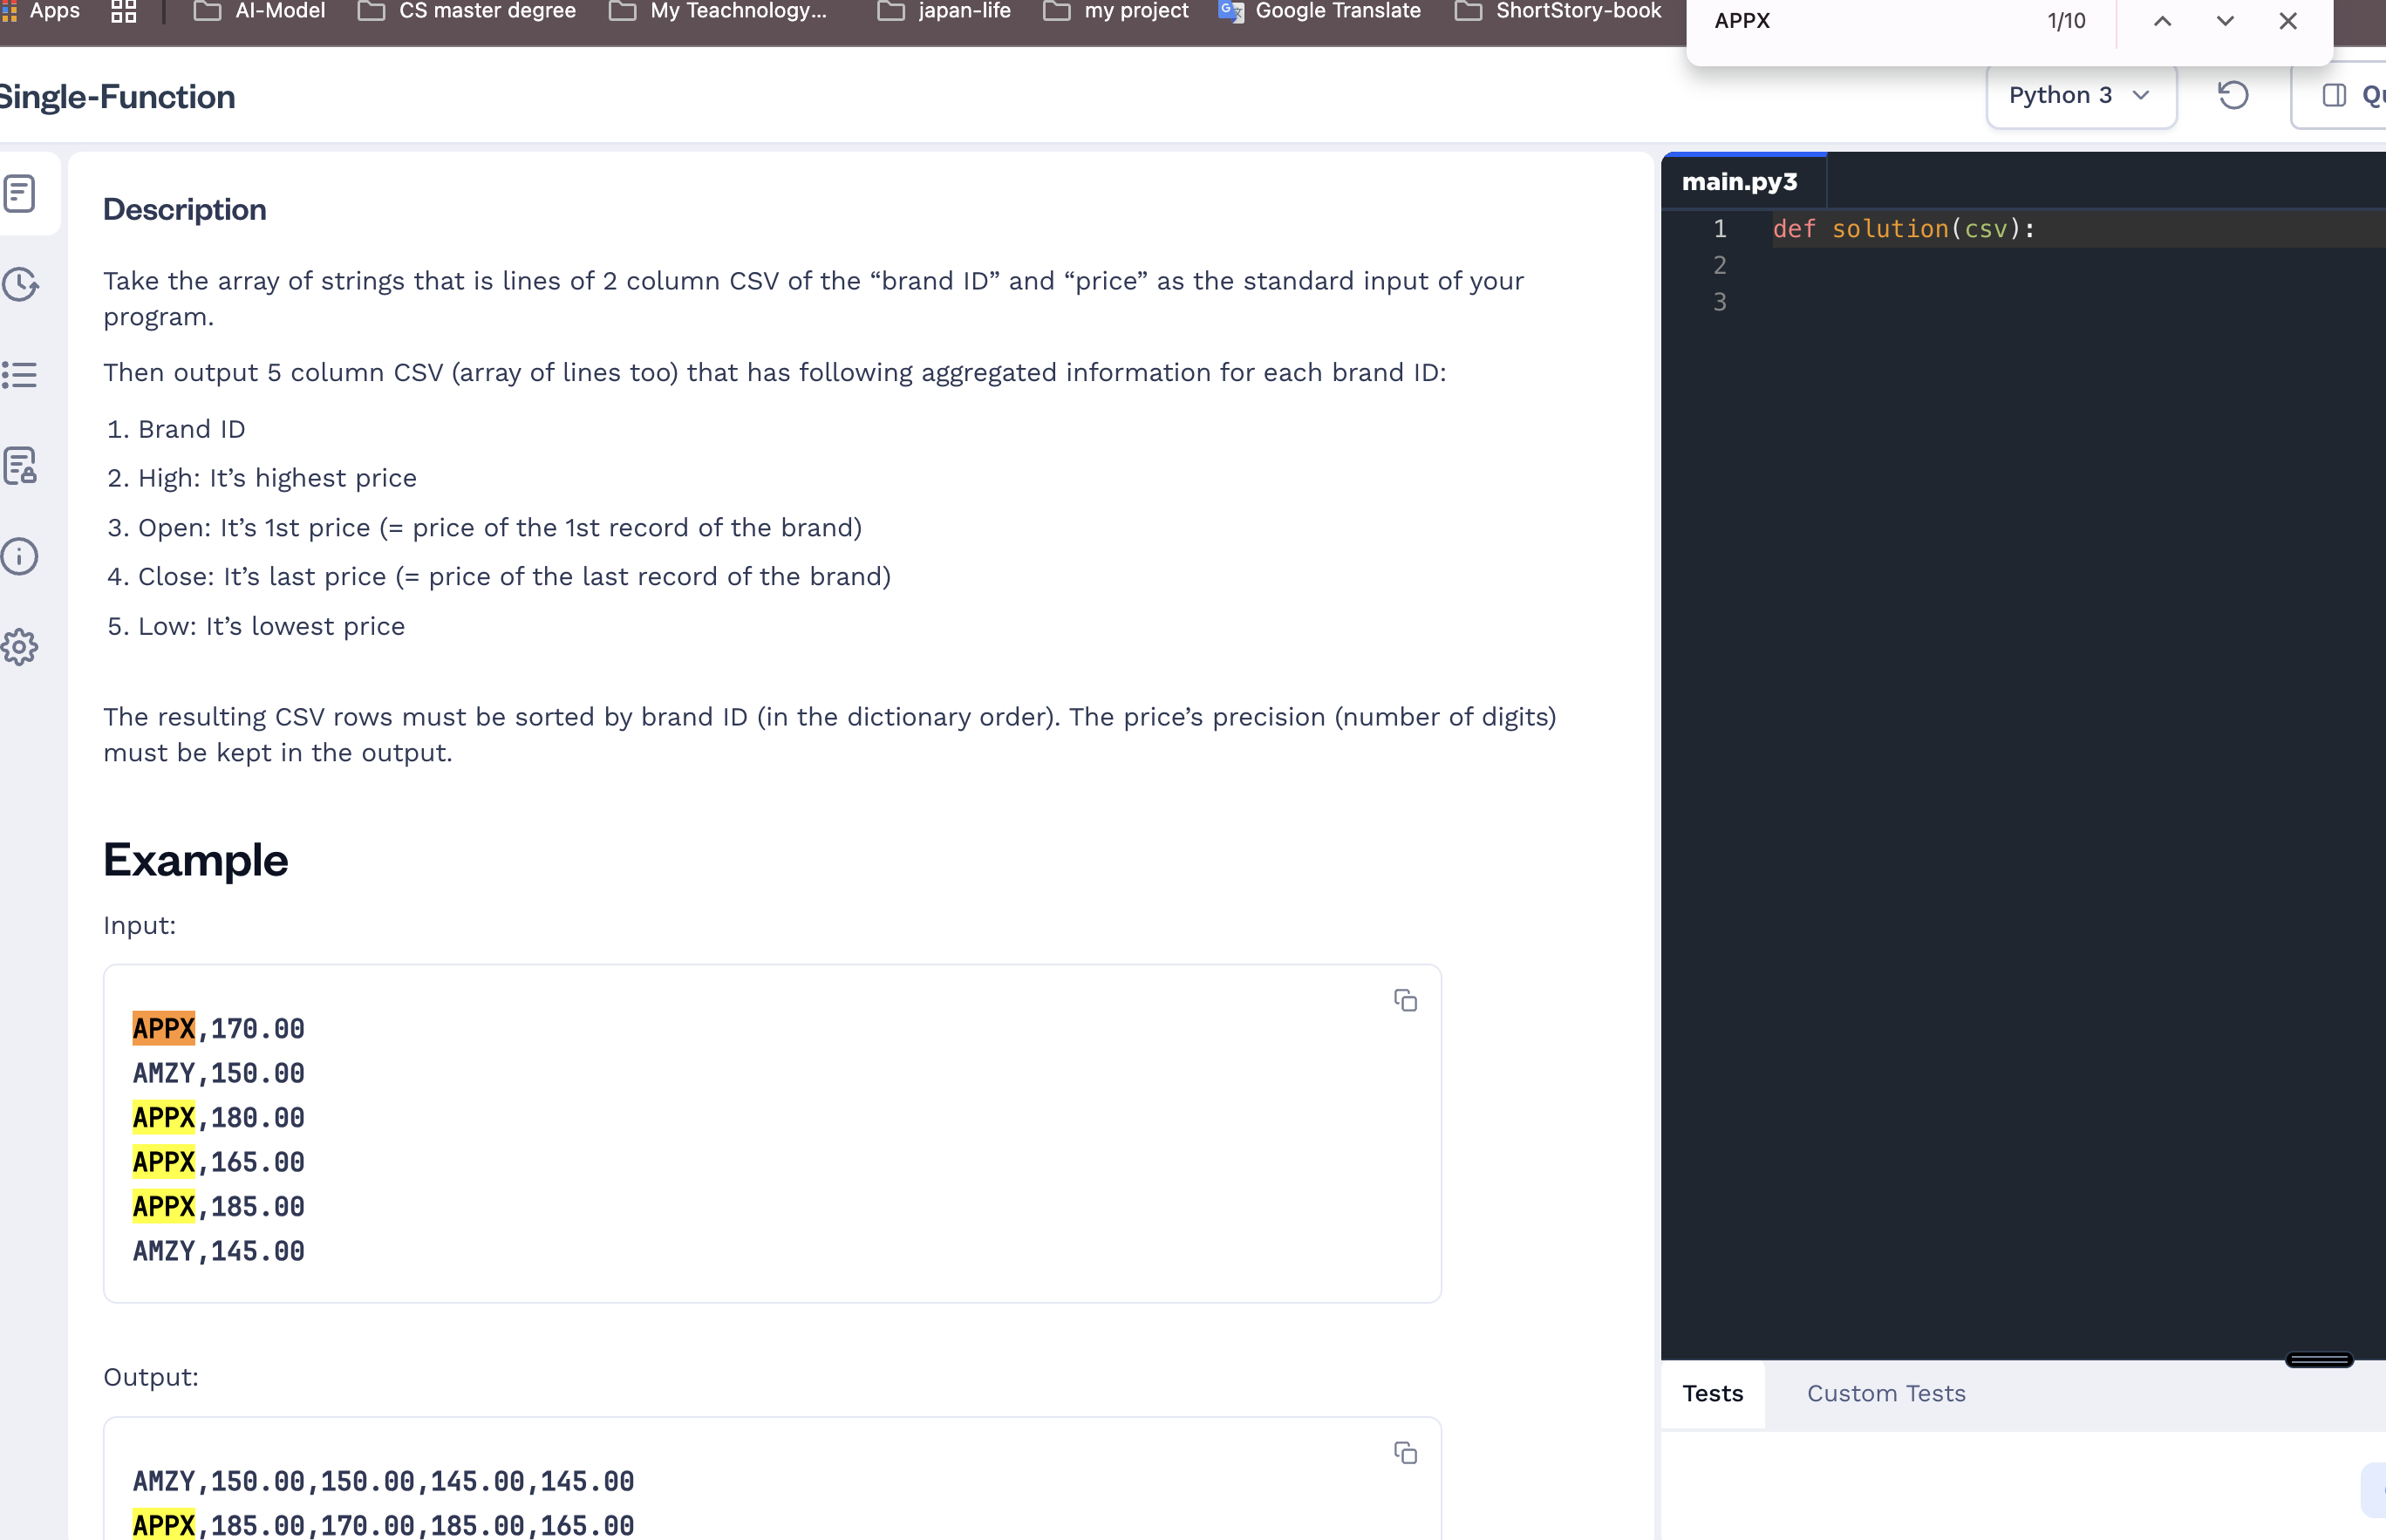 Apps
AI-Model
CS master degree
My Teachnology...
japan-life
my project
Google Translate
ShortStory-book
APPX
1/10
Single-Function
Python 3
Description
Take the array of strings that is lines of 2 column CSV of the “brand ID” and “price” as the standard input of your
program.
Then output 5 column CSV (array of lines too) that has following aggregated information for each brand ID:
1. Brand ID
2. High: It’s highest price
3. Open: It’s 1st price (= price of the 1st record of the brand)
4. Close: It’s last price (= price of the last record of the brand)
5. Low: It’s lowest price
The resulting CSV rows must be sorted by brand ID (in the dictionary order). The price’s precision (number of digits)
must be kept in the output.
Example
Input:
APPX,170.00
AMZY,150.00
APPX,180.00
APPX,165.00
APPX,185.00
AMZY,145.00
Output:
AMZY,150.00,150.00,145.00,145.00
APPX,185.00,170.00,185.00,165.00
main.py3
1 def solution(csv):
2
3
Tests
Custom Tests